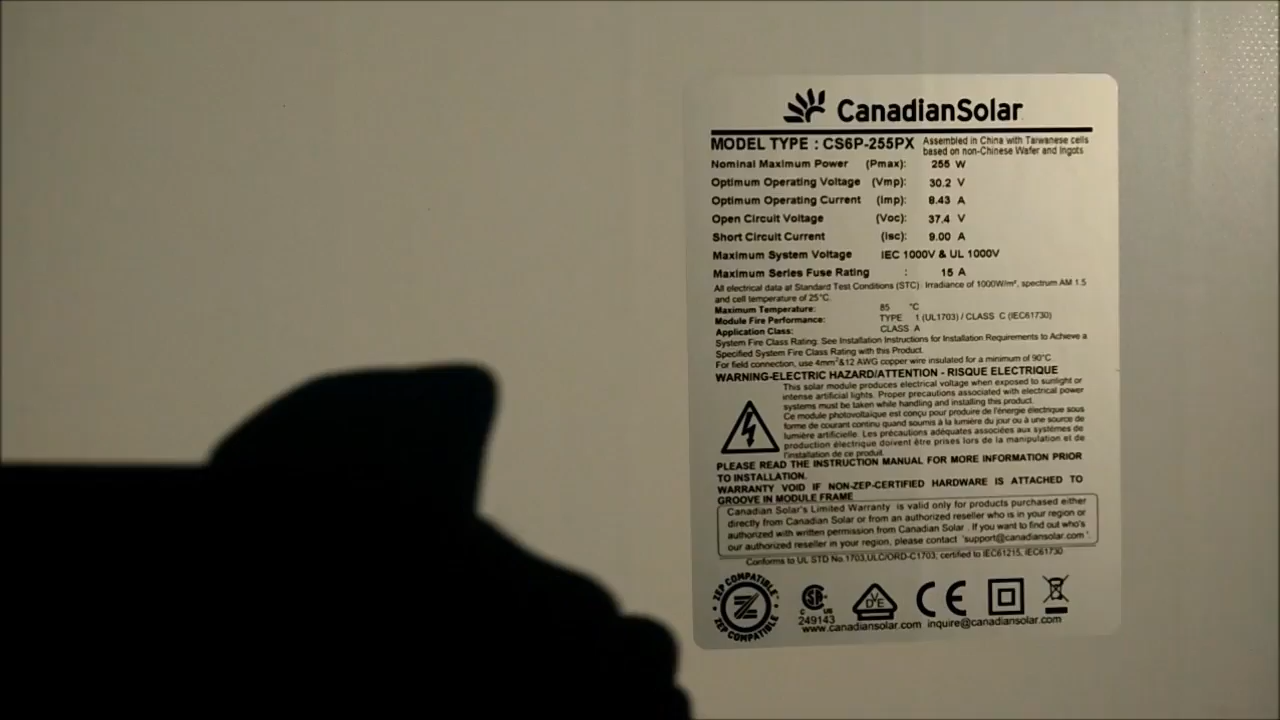 CanadianSolar
MODEL TYPE : CS6P-255PX Assembled in China with Taiwanese cells
based on non-Chinese Wafer and Ingots
Nominal Maximum Power (Pmax): 255 W
Optimum Operating Voltage (Vmp): 30.2 V
Optimum Operating Current (Imp): 8.43 A
Open Circuit Voltage (Voc): 37.4 V
Short Circuit Current (Isc): 9.00 A
Maximum System Voltage IEC 1000V & UL 1000V
Maximum Series Fuse Rating : 15 A
All electrical data at Standard Test Conditions (STC): Irradiance of 1000W/m², spectrum AM 1.5
and cell temperature of 25°C.
Maximum Temperature: 85 °C
Module Fire Performance: TYPE 1 (UL1703) / CLASS C (IEC61730)
Application Class: CLASS A
System Fire Class Rating: See Installation Instructions for Installation Requirements to Achieve a
Specified System Fire Class Rating with this Product.
For field connection, use 4mm²&12 AWG copper wire insulated for a minimum of 90°C
WARNING-ELECTRIC HAZARD/ATTENTION - RISQUE ELECTRIQUE
This solar module produces electrical voltage when exposed to sunlight or
intense artificial lights. Proper precautions associated with electrical power
systems must be taken while handling and installing this product.
Ce module photovoltaïque est conçu pour produire de l'énergie électrique sous
forme de courant continu quand soumis à la lumière du jour ou à une source de
lumière artificielle. Les précautions adéquates associées aux systèmes de
production électrique doivent être prises lors de la manipulation et de
l'installation de ce produit.
PLEASE READ THE INSTRUCTION MANUAL FOR MORE INFORMATION PRIOR
TO INSTALLATION.
WARRANTY VOID IF NON-ZEP-CERTIFIED HARDWARE IS ATTACHED TO
GROOVE IN MODULE FRAME
Canadian Solar's Limited Warranty is valid only for products purchased either
directly from Canadian Solar or from an authorized reseller who is in your region or
authorized with written permission from Canadian Solar . If you want to find out who's
our authorized reseller in your region, please contact 'support@canadiansolar.com '.
Conforms to UL STD No.1703,ULC/ORD-C1703, certified to IEC61215, IEC61730
ZEP COMPATIBLE™
Z
ZEP COMPATIBLE
C SA US
249143
VDE
CE
www.canadiansolar.com inquire@canadiansolar.com